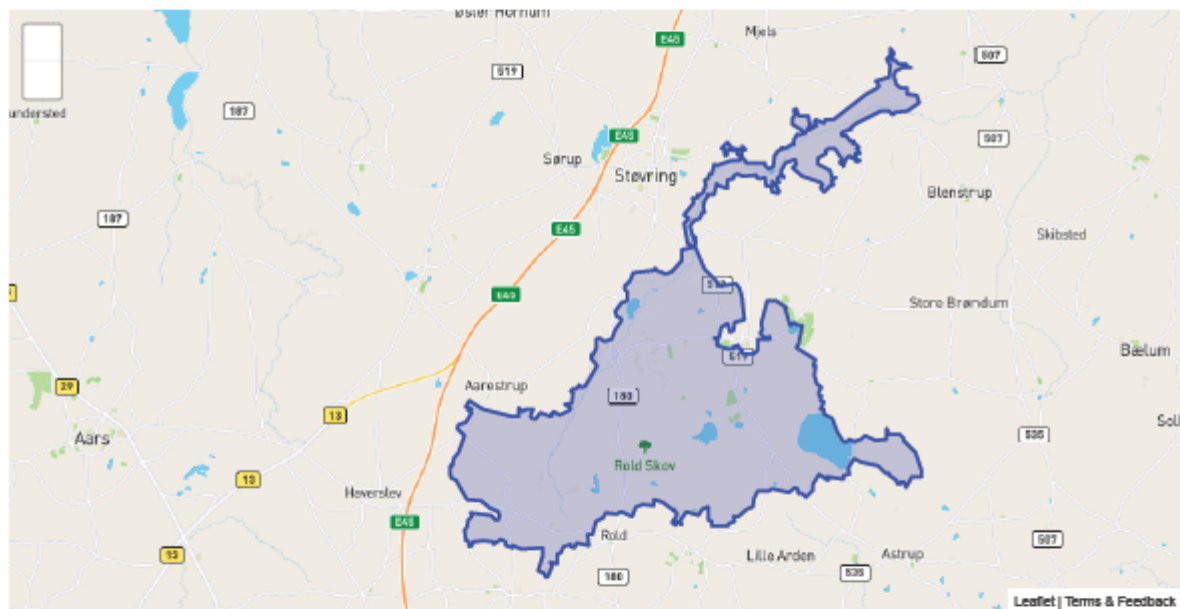 Øster Hornum
Mjels
E45
519
507
understed
187
E45
507
Sørup
Støvring
Blenstrup
187
E45
Skibsted
517
E45
Store Brøndum
Bælum
519
29
Aarestrup
180
13
Sol
Aars
535
Rold Skov
13
Haverslev
E45
Rold
507
13
Lille Arden
Astrup
180
535
Leaflet | Terms & Feedback